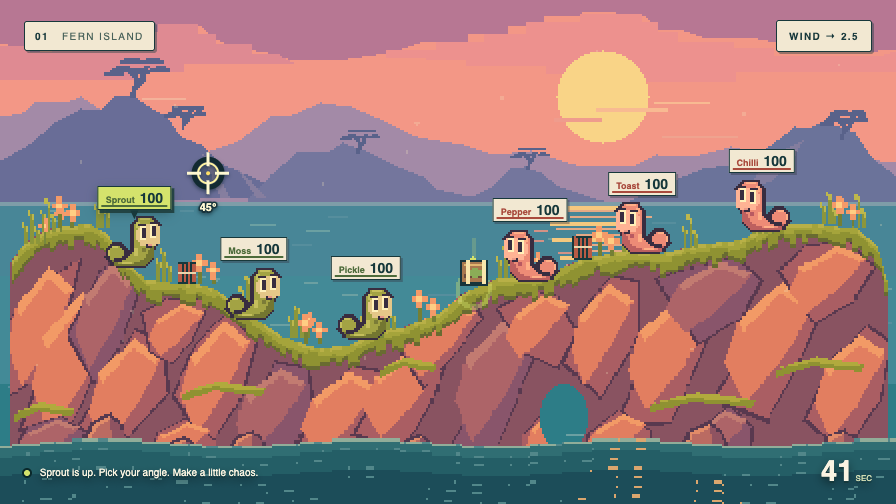 01 FERN ISLAND
WIND → 2.5
Chilli 100
Toast 100
Sprout 100
45°
Pepper 100
Moss 100
Pickle 100
Sprout is up. Pick your angle. Make a little chaos.
41 SEC